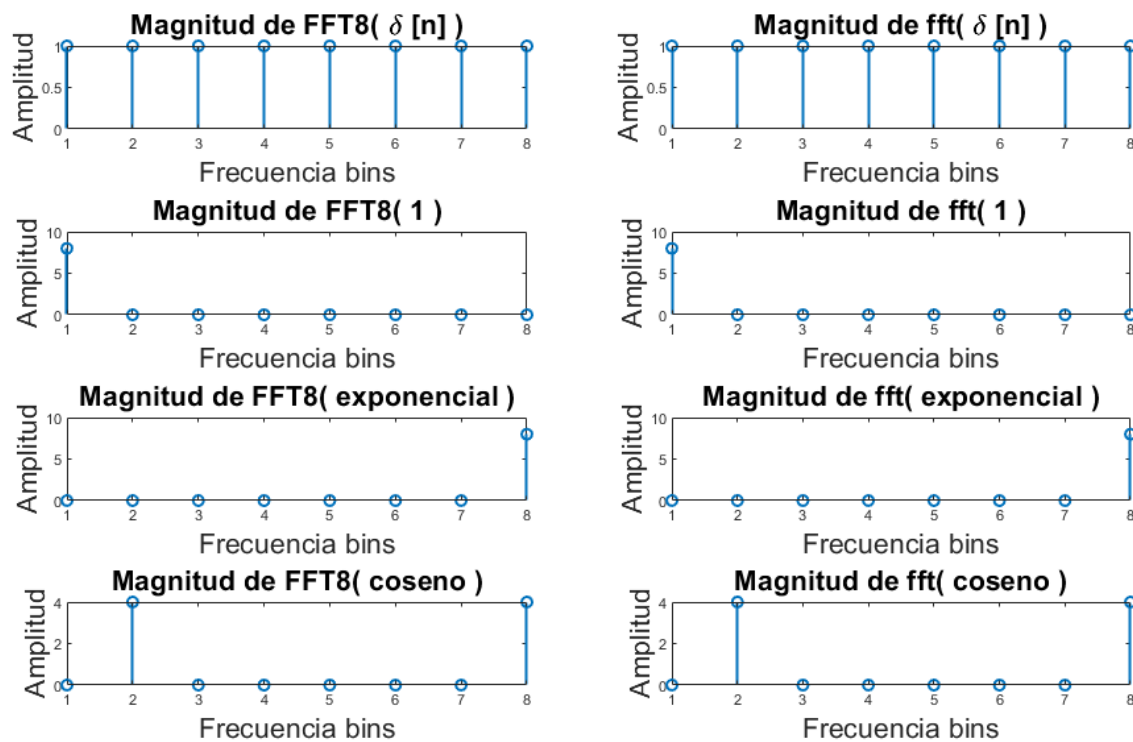 Magnitud de FFT8( δ [n] )
Amplitud
1
0.5
0
1 2 3 4 5 6 7 8
Frecuencia bins
Magnitud de fft( δ [n] )
Amplitud
1
0.5
0
1 2 3 4 5 6 7 8
Frecuencia bins
Magnitud de FFT8( 1 )
Amplitud
10
5
0
1 2 3 4 5 6 7 8
Frecuencia bins
Magnitud de fft( 1 )
Amplitud
10
5
0
1 2 3 4 5 6 7 8
Frecuencia bins
Magnitud de FFT8( exponencial )
Amplitud
10
5
0
1 2 3 4 5 6 7 8
Frecuencia bins
Magnitud de fft( exponencial )
Amplitud
10
5
0
1 2 3 4 5 6 7 8
Frecuencia bins
Magnitud de FFT8( coseno )
Amplitud
4
2
0
1 2 3 4 5 6 7 8
Frecuencia bins
Magnitud de fft( coseno )
Amplitud
4
2
0
1 2 3 4 5 6 7 8
Frecuencia bins